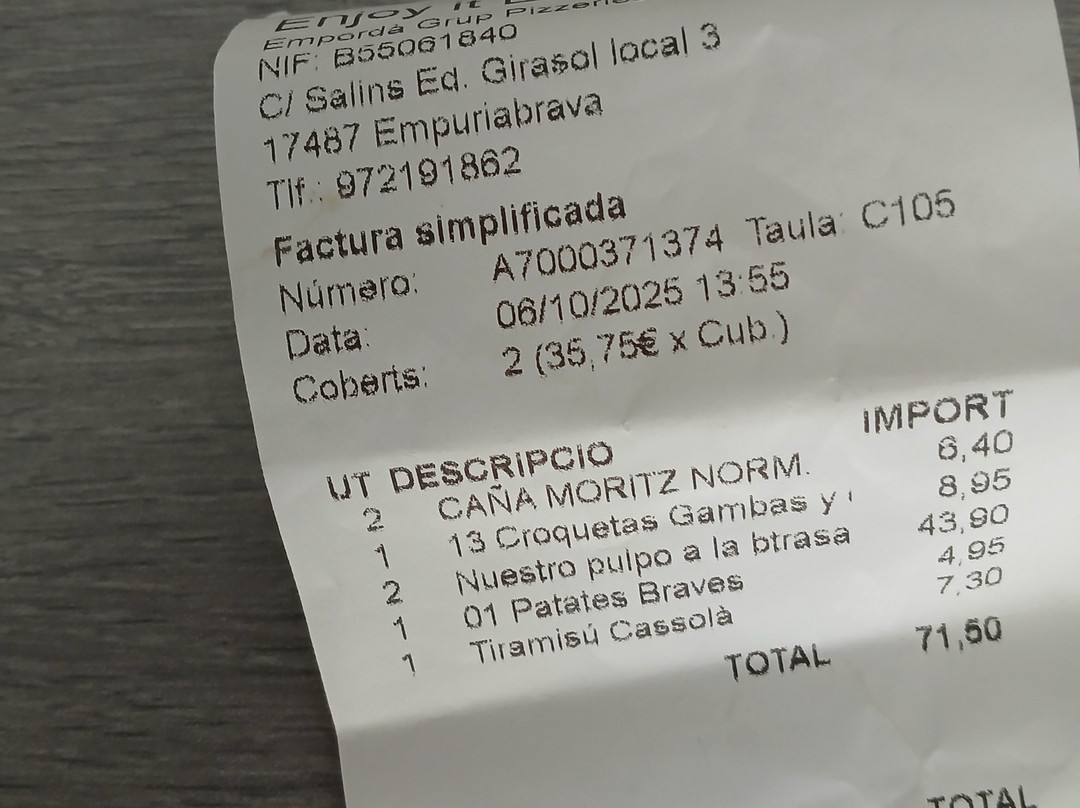 Enjoy it
Empordà Grup Pizzeri
NIF: B55061840
C/ Salins Ed. Girasol local 3
17487 Empuriabrava
Tlf.: 972191862
Factura simplificada
Número: A7000371374 Taula: C105
Data: 06/10/2025 13:55
Coberts: 2 (35,75€ x Cub.)
UT DESCRIPCIO IMPORT
2 CAÑA MORITZ NORM. 6,40
1 13 Croquetas Gambas y 8,95
2 Nuestro pulpo a la btrasa 43,90
1 01 Patates Braves 4,95
1 Tiramisú Cassolà 7,30
TOTAL 71,50
TOTAL